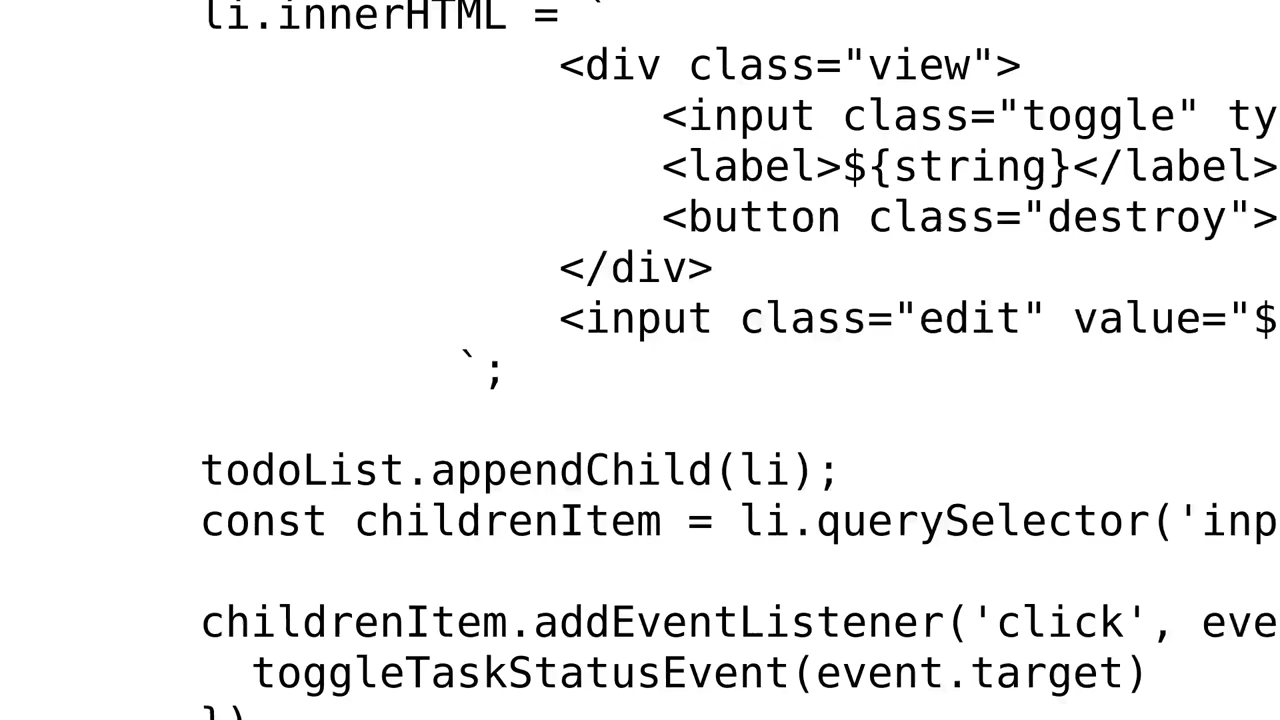 li.innerHTML = `
<div class="view">
<input class="toggle" ty
<label>${string}</label>
<button class="destroy">
</div>
<input class="edit" value="$
`;
todoList.appendChild(li);
const childrenItem = li.querySelector('inp
childrenItem.addEventListener('click', eve
toggleTaskStatusEvent(event.target)
})